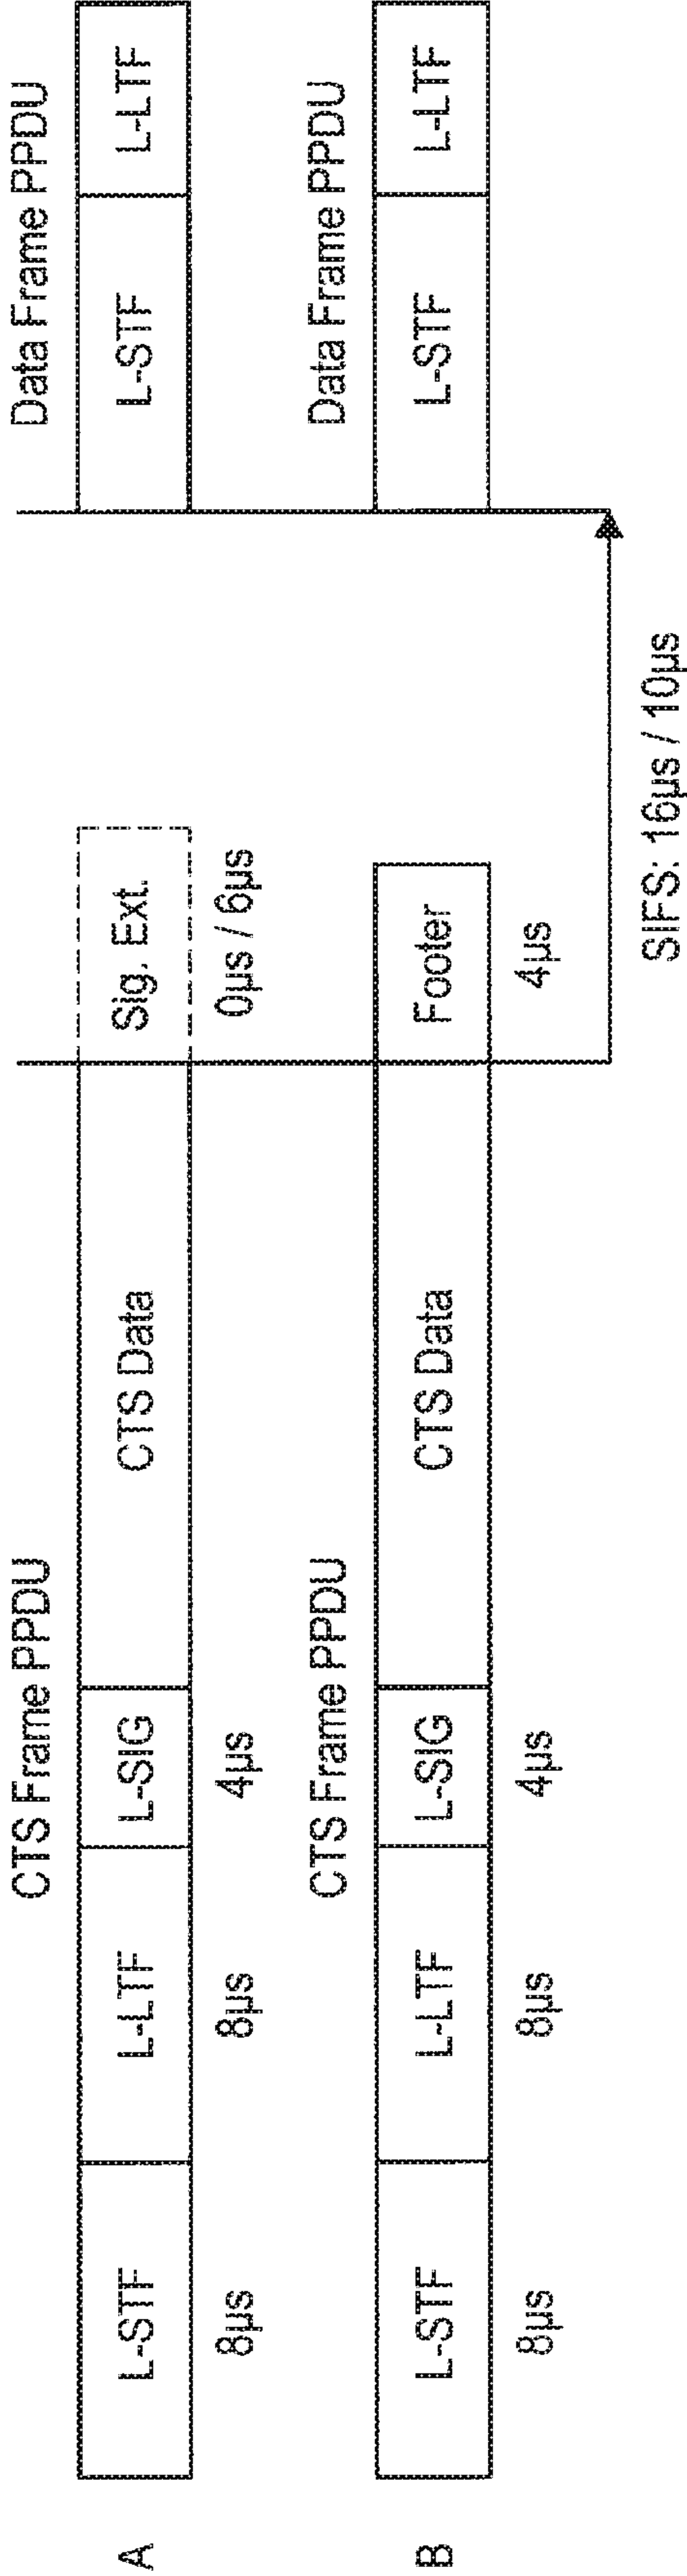 CTS Frame PPDU
Data Frame PPDU
A
L-STF
L-LTF
L-SIG
CTS Data
Sig. Ext.
L-STF
L-LTF
8µs
8µs
4µs
0µs / 6µs
CTS Frame PPDU
Data Frame PPDU
B
L-STF
L-LTF
L-SIG
CTS Data
Footer
L-STF
L-LTF
8µs
8µs
4µs
4µs
SIFS: 16µs / 10µs